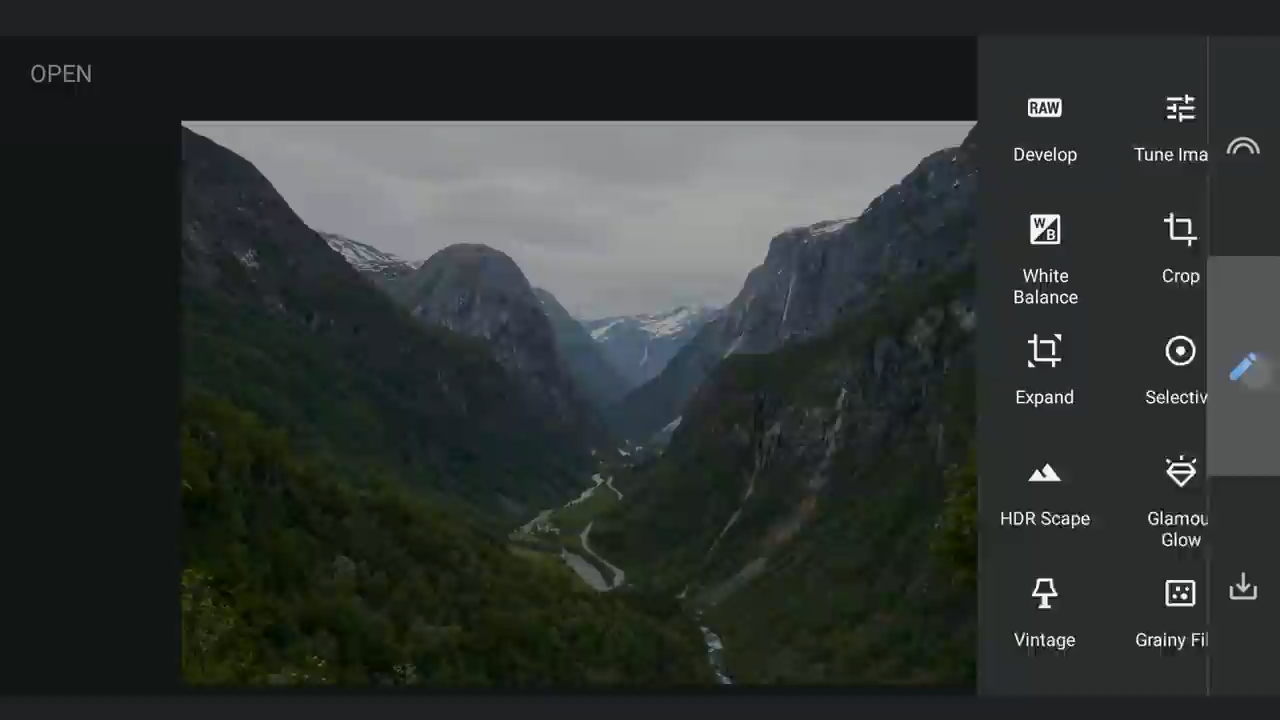 OPEN
RAW
Develop
Tune Ima
W
B
White
Balance
Crop
Expand
Selectiv
HDR Scape
Glamou
Glow
Vintage
Grainy Fil